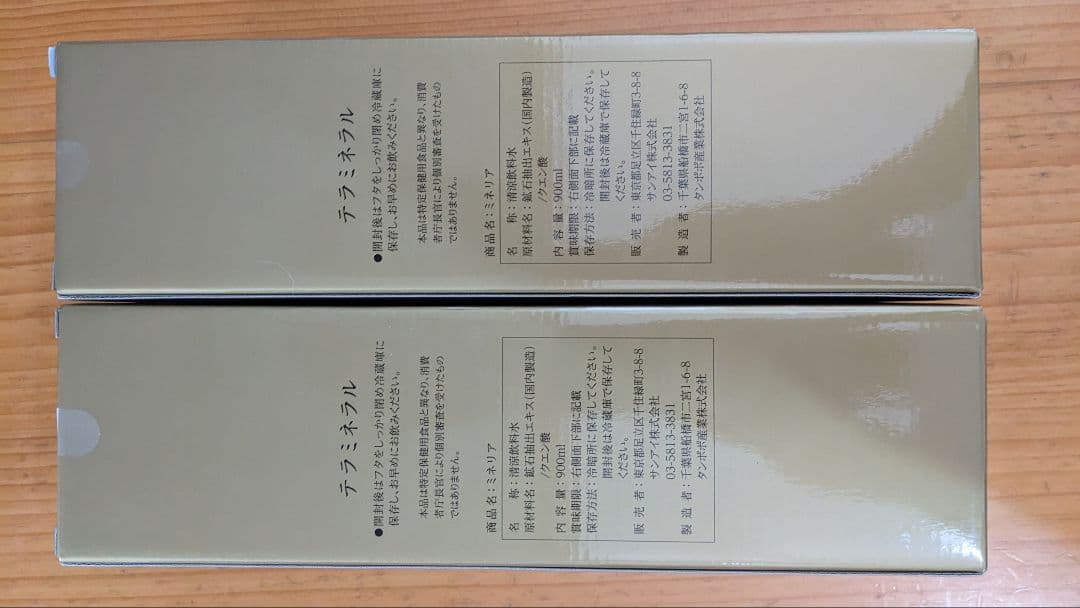 テラミネラル
●開封後はフタをしっかり閉め冷蔵庫に
保存し、お早めにお飲みください。
本品は特定保健用食品と異なり、消費
者庁長官により個別審査を受けたもの
ではありません。
商品名：ミネリア
名　　称：清涼飲料水
原材料名：鉱石抽出エキス（国内製造）
/クエン酸
内 容 量：900ml
賞味期限：右側面下部に記載
保存方法：冷暗所に保存してください。
開封後は冷蔵庫で保存して
ください。
販 売 者：東京都足立区千住緑町3-8-8
サンアイ株式会社
03-5813-3831
製 造 者：千葉県船橋市二宮1-6-8
タンポポ産業株式会社
テラミネラル
●開封後はフタをしっかり閉め冷蔵庫に
保存し、お早めにお飲みください。
本品は特定保健用食品と異なり、消費
者庁長官により個別審査を受けたもの
ではありません。
商品名：ミネリア
名　　称：清涼飲料水
原材料名：鉱石抽出エキス（国内製造）
/クエン酸
内 容 量：900ml
賞味期限：右側面下部に記載
保存方法：冷暗所に保存してください。
開封後は冷蔵庫で保存して
ください。
販 売 者：東京都足立区千住緑町3-8-8
サンアイ株式会社
03-5813-3831
製 造 者：千葉県船橋市二宮1-6-8
タンポポ産業株式会社